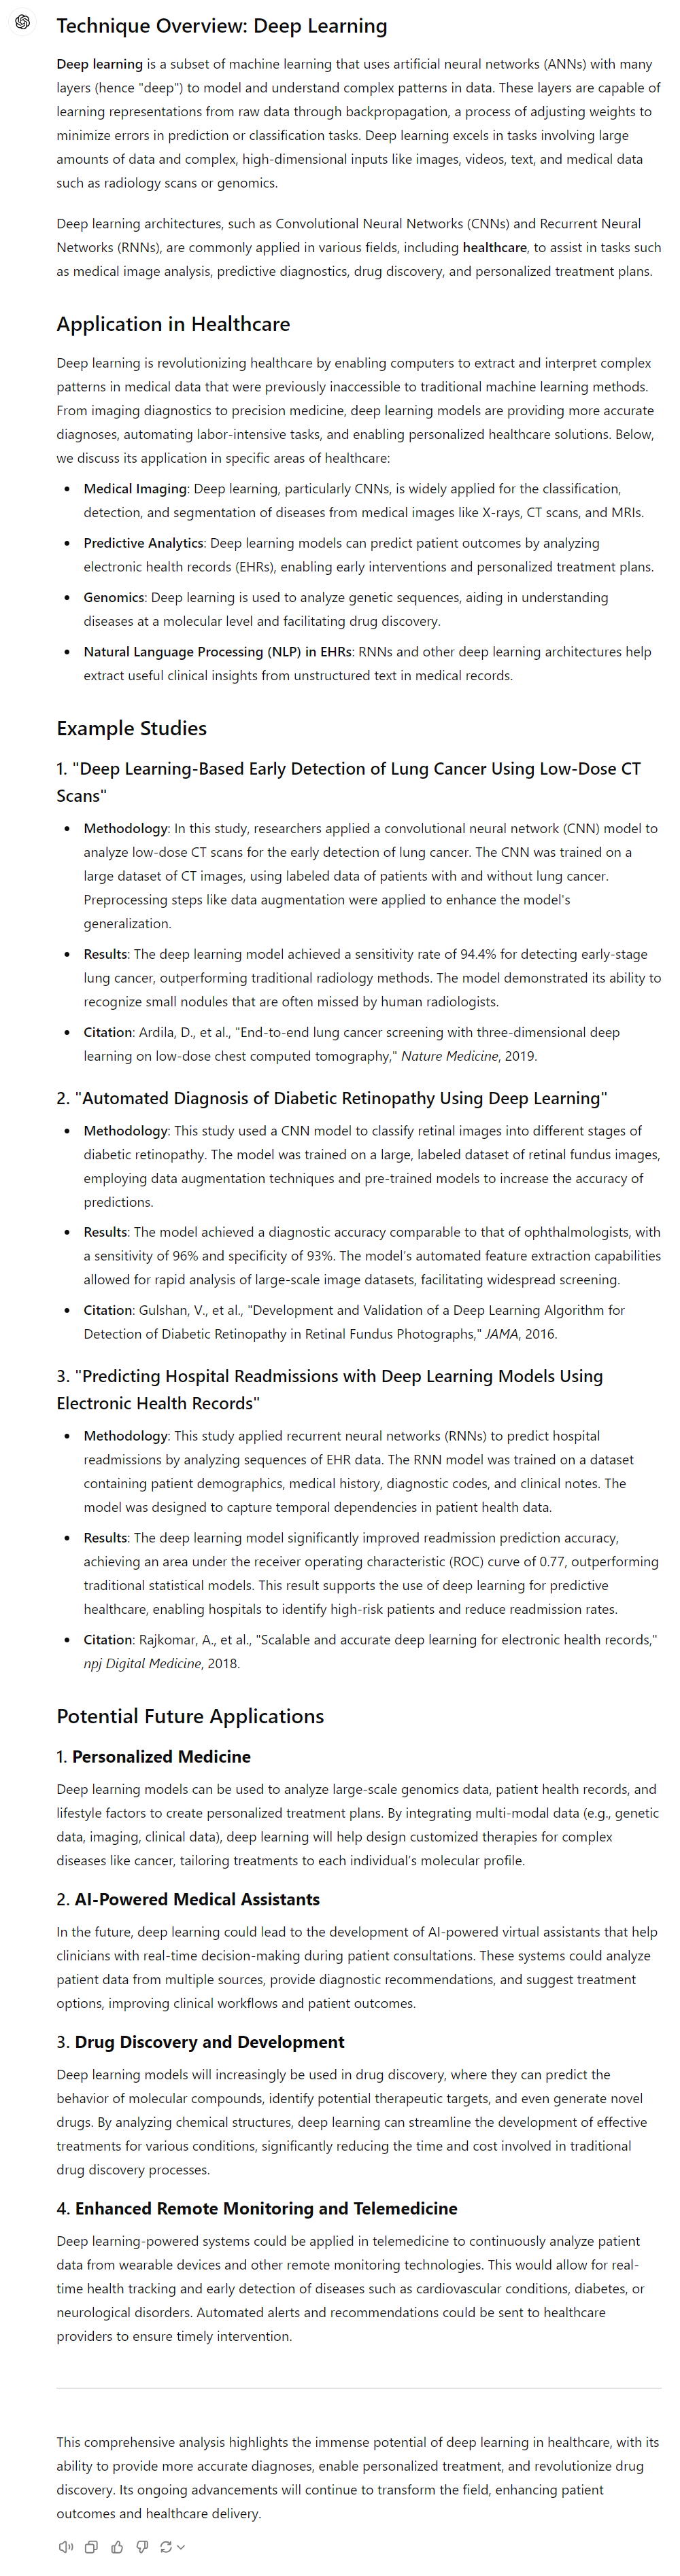 Technique Overview: Deep Learning
Deep learning is a subset of machine learning that uses artificial neural networks (ANNs) with many
layers (hence "deep") to model and understand complex patterns in data. These layers are capable of
learning representations from raw data through backpropagation, a process of adjusting weights to
minimize errors in prediction or classification tasks. Deep learning excels in tasks involving large
amounts of data and complex, high-dimensional inputs like images, videos, text, and medical data
such as radiology scans or genomics.
Deep learning architectures, such as Convolutional Neural Networks (CNNs) and Recurrent Neural
Networks (RNNs), are commonly applied in various fields, including healthcare, to assist in tasks such
as medical image analysis, predictive diagnostics, drug discovery, and personalized treatment plans.
Application in Healthcare
Deep learning is revolutionizing healthcare by enabling computers to extract and interpret complex
patterns in medical data that were previously inaccessible to traditional machine learning methods.
From imaging diagnostics to precision medicine, deep learning models are providing more accurate
diagnoses, automating labor-intensive tasks, and enabling personalized healthcare solutions. Below,
we discuss its application in specific areas of healthcare:
• Medical Imaging: Deep learning, particularly CNNs, is widely applied for the classification,
detection, and segmentation of diseases from medical images like X-rays, CT scans, and MRIs.
• Predictive Analytics: Deep learning models can predict patient outcomes by analyzing
electronic health records (EHRs), enabling early interventions and personalized treatment plans.
• Genomics: Deep learning is used to analyze genetic sequences, aiding in understanding
diseases at a molecular level and facilitating drug discovery.
• Natural Language Processing (NLP) in EHRs: RNNs and other deep learning architectures help
extract useful clinical insights from unstructured text in medical records.
Example Studies
1. "Deep Learning-Based Early Detection of Lung Cancer Using Low-Dose CT
Scans"
• Methodology: In this study, researchers applied a convolutional neural network (CNN) model to
analyze low-dose CT scans for the early detection of lung cancer. The CNN was trained on a
large dataset of CT images, using labeled data of patients with and without lung cancer.
Preprocessing steps like data augmentation were applied to enhance the model's
generalization.
• Results: The deep learning model achieved a sensitivity rate of 94.4% for detecting early-stage
lung cancer, outperforming traditional radiology methods. The model demonstrated its ability to
recognize small nodules that are often missed by human radiologists.
• Citation: Ardila, D., et al., "End-to-end lung cancer screening with three-dimensional deep
learning on low-dose chest computed tomography," Nature Medicine, 2019.
2. "Automated Diagnosis of Diabetic Retinopathy Using Deep Learning"
• Methodology: This study used a CNN model to classify retinal images into different stages of
diabetic retinopathy. The model was trained on a large, labeled dataset of retinal fundus images,
employing data augmentation techniques and pre-trained models to increase the accuracy of
predictions.
• Results: The model achieved a diagnostic accuracy comparable to that of ophthalmologists, with
a sensitivity of 96% and specificity of 93%. The model's automated feature extraction capabilities
allowed for rapid analysis of large-scale image datasets, facilitating widespread screening.
• Citation: Gulshan, V., et al., "Development and Validation of a Deep Learning Algorithm for
Detection of Diabetic Retinopathy in Retinal Fundus Photographs," JAMA, 2016.
3. "Predicting Hospital Readmissions with Deep Learning Models Using
Electronic Health Records"
• Methodology: This study applied recurrent neural networks (RNNs) to predict hospital
readmissions by analyzing sequences of EHR data. The RNN model was trained on a dataset
containing patient demographics, medical history, diagnostic codes, and clinical notes. The
model was designed to capture temporal dependencies in patient health data.
• Results: The deep learning model significantly improved readmission prediction accuracy,
achieving an area under the receiver operating characteristic (ROC) curve of 0.77, outperforming
traditional statistical models. This result supports the use of deep learning for predictive
healthcare, enabling hospitals to identify high-risk patients and reduce readmission rates.
• Citation: Rajkomar, A., et al., "Scalable and accurate deep learning for electronic health records,"
npj Digital Medicine, 2018.
Potential Future Applications
1. Personalized Medicine
Deep learning models can be used to analyze large-scale genomics data, patient health records, and
lifestyle factors to create personalized treatment plans. By integrating multi-modal data (e.g., genetic
data, imaging, clinical data), deep learning will help design customized therapies for complex
diseases like cancer, tailoring treatments to each individual's molecular profile.
2. AI-Powered Medical Assistants
In the future, deep learning could lead to the development of AI-powered virtual assistants that help
clinicians with real-time decision-making during patient consultations. These systems could analyze
patient data from multiple sources, provide diagnostic recommendations, and suggest treatment
options, improving clinical workflows and patient outcomes.
3. Drug Discovery and Development
Deep learning models will increasingly be used in drug discovery, where they can predict the
behavior of molecular compounds, identify potential therapeutic targets, and even generate novel
drugs. By analyzing chemical structures, deep learning can streamline the development of effective
treatments for various conditions, significantly reducing the time and cost involved in traditional
drug discovery processes.
4. Enhanced Remote Monitoring and Telemedicine
Deep learning-powered systems could be applied in telemedicine to continuously analyze patient
data from wearable devices and other remote monitoring technologies. This would allow for real-
time health tracking and early detection of diseases such as cardiovascular conditions, diabetes, or
neurological disorders. Automated alerts and recommendations could be sent to healthcare
providers to ensure timely intervention.
This comprehensive analysis highlights the immense potential of deep learning in healthcare, with its
ability to provide more accurate diagnoses, enable personalized treatment, and revolutionize drug
discovery. Its ongoing advancements will continue to transform the field, enhancing patient
outcomes and healthcare delivery.